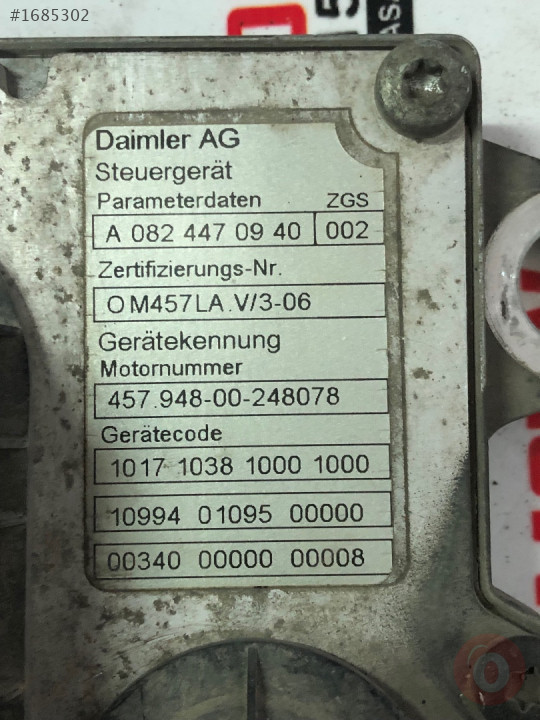 #1685302
Daimler AG
Steuergerät
Parameterdaten ZGS
A 082 447 09 40 002
Zertifizierungs-Nr.
OM457LA.V/3-06
Gerätekennung
Motornummer
457.948-00-248078
Gerätecode
1017 1038 1000 1000
10994 01095 00000
00340 00000 00008